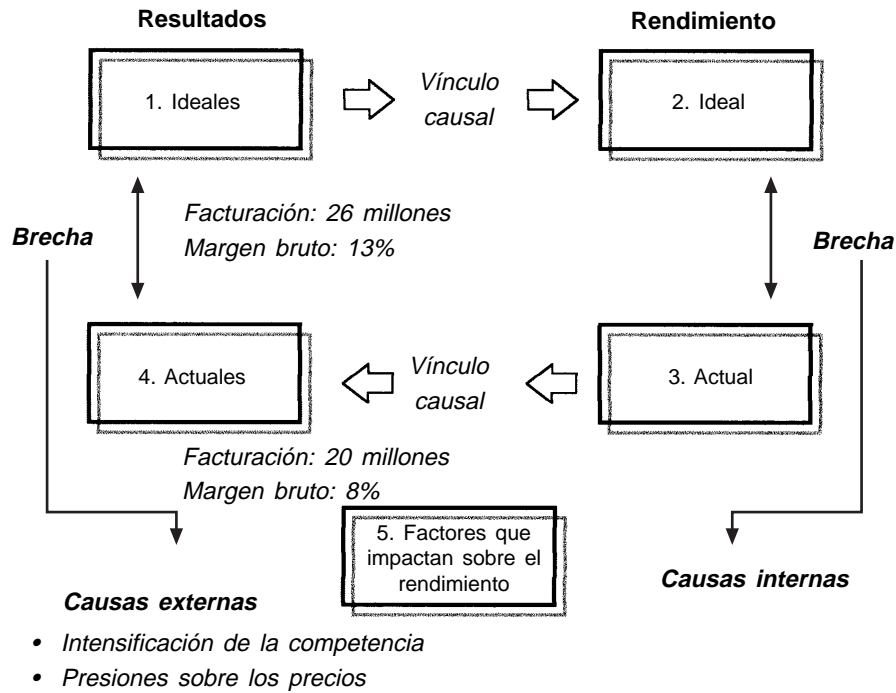 Resultados
Rendimiento
1. Ideales
Vínculo
causal
2. Ideal
Facturación: 26 millones
Margen bruto: 13%
Brecha
Brecha
4. Actuales
Vínculo
causal
3. Actual
Facturación: 20 millones
Margen bruto: 8%
5. Factores que
impactan sobre el
rendimiento
Causas externas
Causas internas
• Intensificación de la competencia
• Presiones sobre los precios